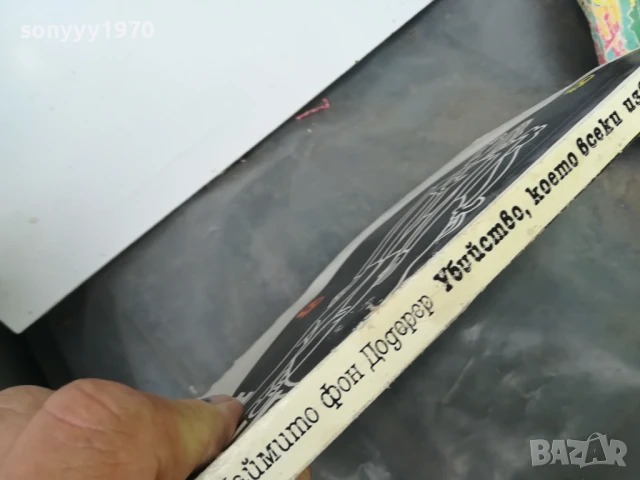 sonyyy1970
фон Додерер Убийство, което всеки
BAZAR